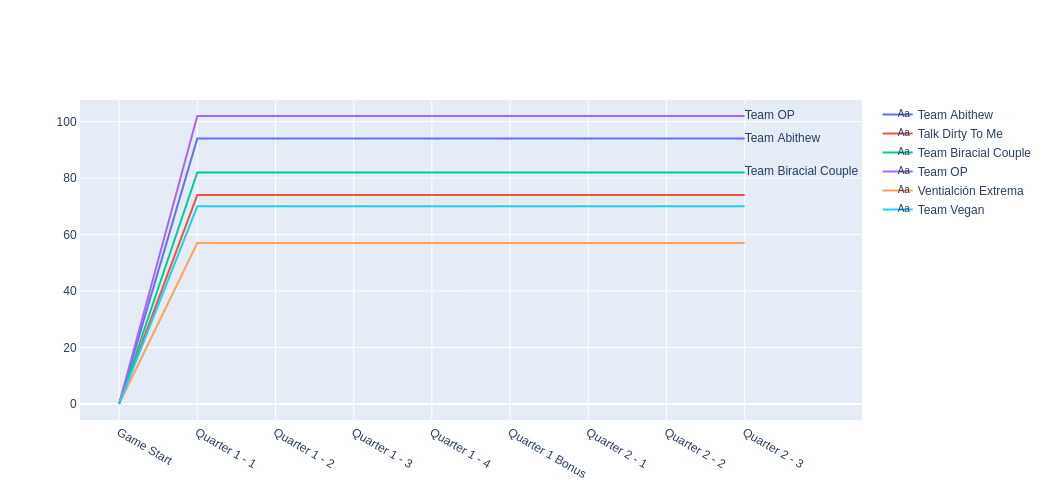 100
80
60
40
20
0
Game Start
Quarter 1 - 1
Quarter 1 - 2
Quarter 1 - 3
Quarter 1 - 4
Quarter 1 Bonus
Quarter 2 - 1
Quarter 2 - 2
Quarter 2 - 3
Team OP
Team Abithew
Team Biracial Couple
Aa Team Abithew
Aa Talk Dirty To Me
Aa Team Biracial Couple
Aa Team OP
Aa Ventialción Extrema
Aa Team Vegan